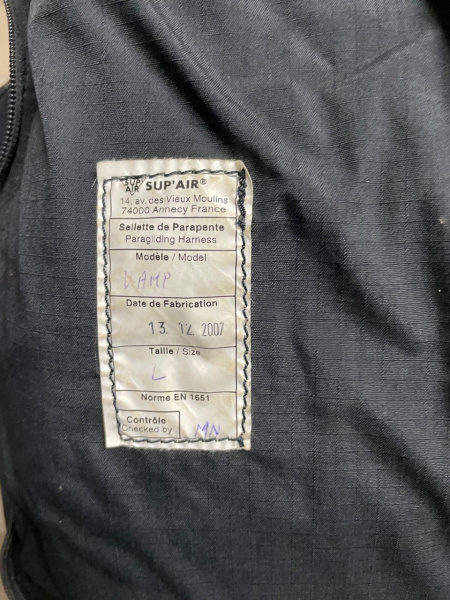 SUP'AIR SUP'AIR®
14, av. des Vieux Moulins
74000 Annecy France
Sellette de Parapente
Paragliding Harness
Modèle / Model
VAMP
Date de Fabrication
13. 12. 2007
Taille / Size
L
Norme EN 1651
Contrôle
Checked by MN